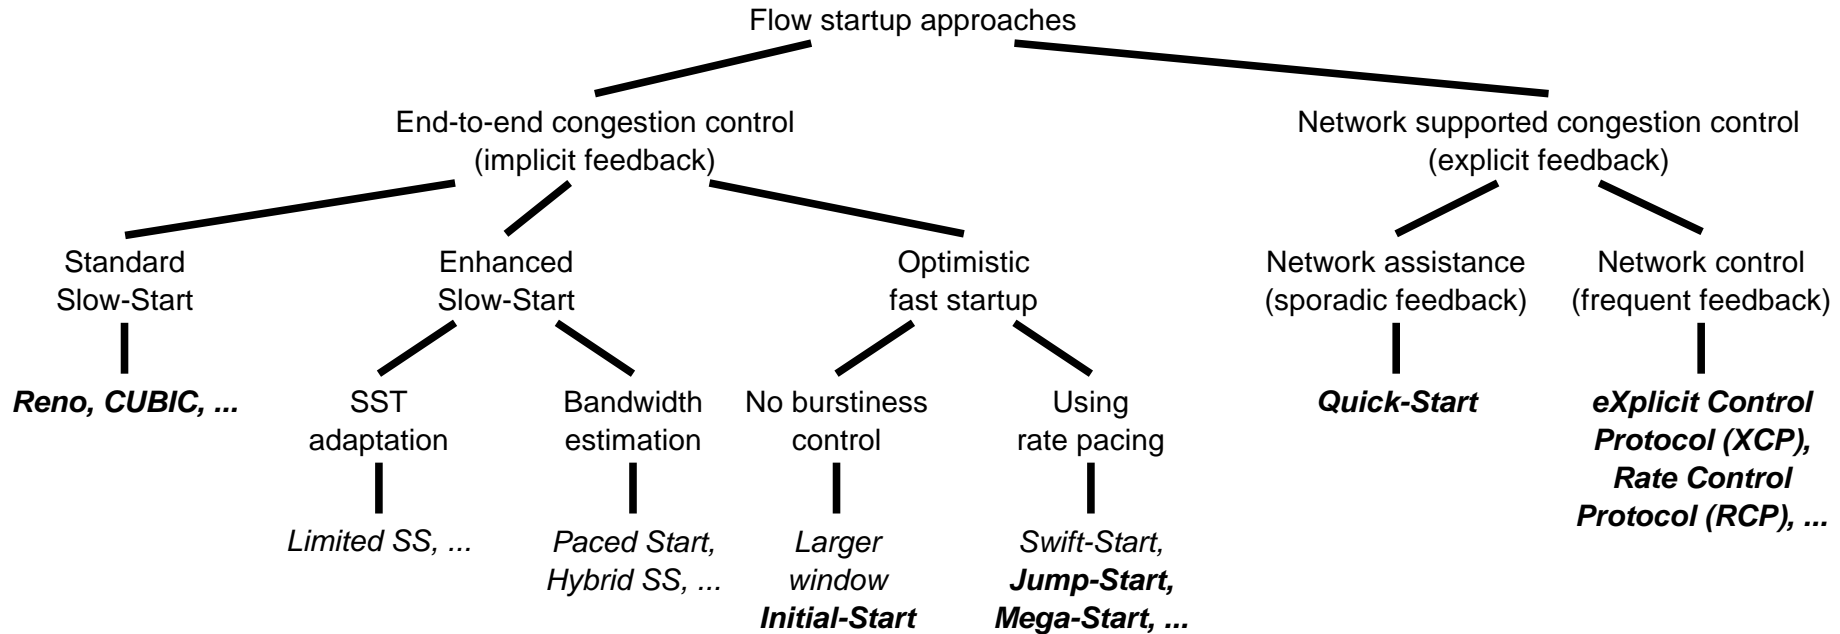 Flow startup approaches
End-to-end congestion control
(implicit feedback)
Network supported congestion control
(explicit feedback)
Standard
Slow-Start
Enhanced
Slow-Start
Optimistic
fast startup
Network assistance
(sporadic feedback)
Network control
(frequent feedback)
Reno, CUBIC, ...
SST
adaptation
Bandwidth
estimation
No burstiness
control
Using
rate pacing
Quick-Start
eXplicit Control
Protocol (XCP),
Rate Control
Protocol (RCP), ...
Limited SS, ...
Paced Start,
Hybrid SS, ...
Larger
window
Initial-Start
Swift-Start,
Jump-Start,
Mega-Start, ...